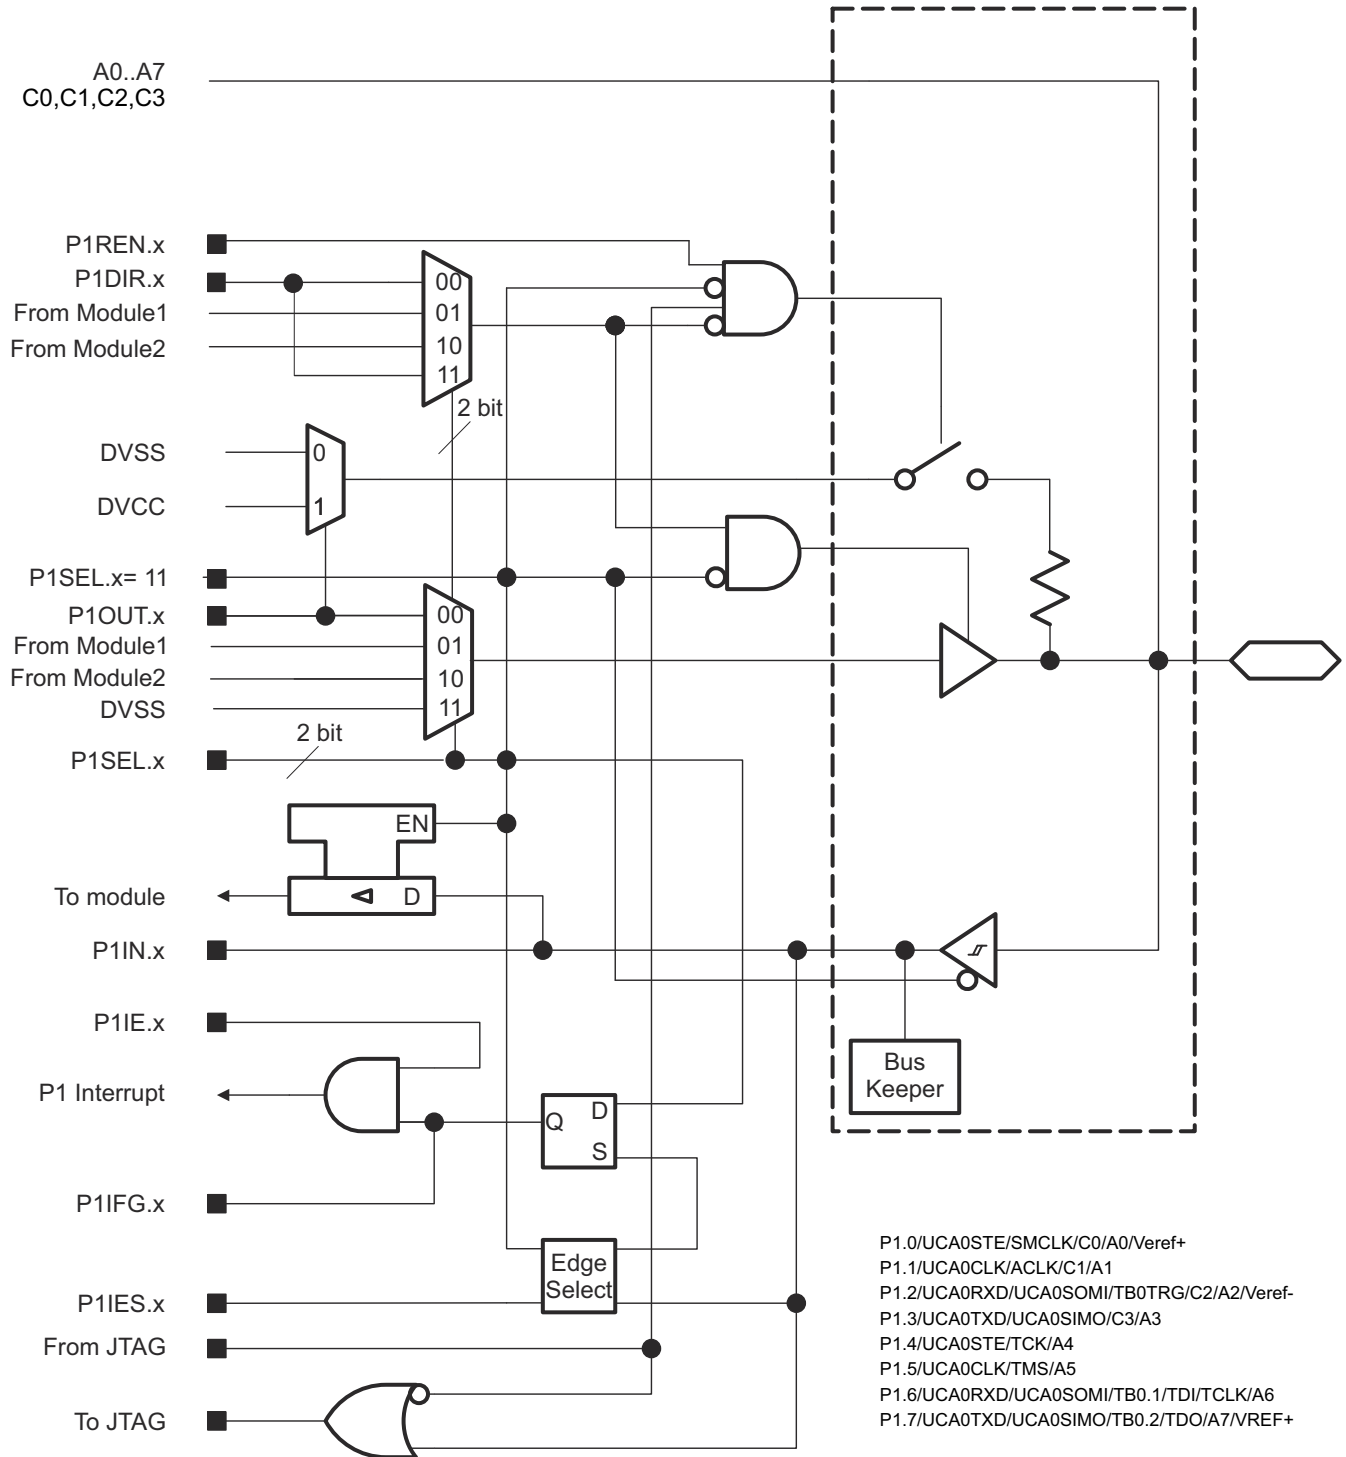 A0..A7
C0,C1,C2,C3
P1REN.x
P1DIR.x
From Module1
From Module2
00
01
10
11
2 bit
DVSS
DVCC
0
1
P1SEL.x= 11
P1OUT.x
From Module1
From Module2
DVSS
00
01
10
11
2 bit
P1SEL.x
EN
To module
D
P1IN.x
P1IE.x
Bus
Keeper
P1 Interrupt
Q
D
S
P1IFG.x
Edge
Select
P1IES.x
From JTAG
To JTAG
P1.0/UCA0STE/SMCLK/C0/A0/Veref+
P1.1/UCA0CLK/ACLK/C1/A1
P1.2/UCA0RXD/UCA0SOMI/TB0TRG/C2/A2/Veref-
P1.3/UCA0TXD/UCA0SIMO/C3/A3
P1.4/UCA0STE/TCK/A4
P1.5/UCA0CLK/TMS/A5
P1.6/UCA0RXD/UCA0SOMI/TB0.1/TDI/TCLK/A6
P1.7/UCA0TXD/UCA0SIMO/TB0.2/TDO/A7/VREF+